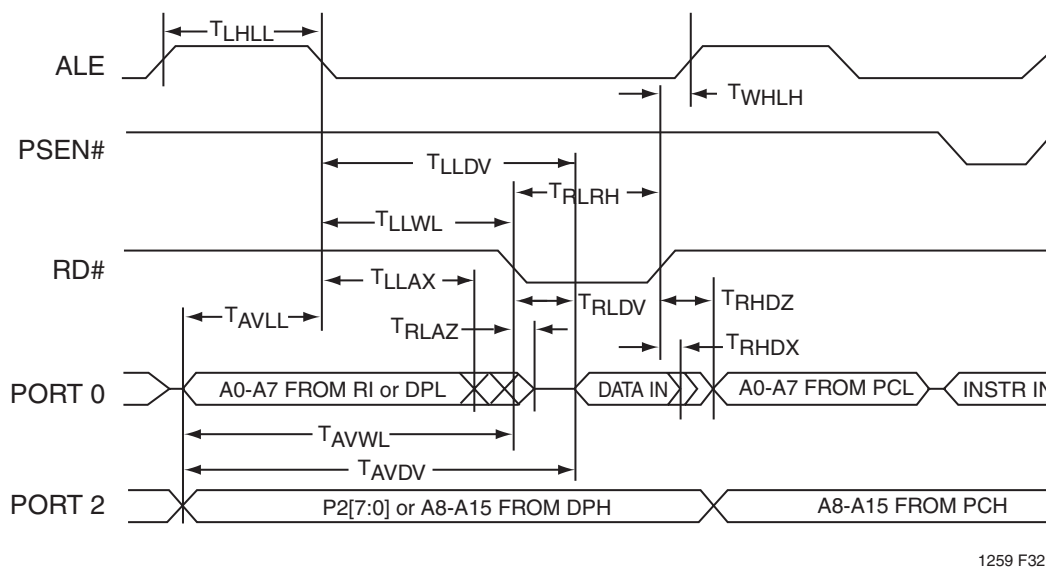 TLHLL
ALE
TWHLH
PSEN#
TLLDV
TRLRH
TLLWL
RD#
TLLAX
TAVLL
TRLAZ
TRLDV
TRHDZ
TRHDX
PORT 0
A0-A7 FROM RI or DPL
DATA IN
A0-A7 FROM PCL
INSTR IN
TAVWL
TAVDV
PORT 2
P2[7:0] or A8-A15 FROM DPH
A8-A15 FROM PCH
1259 F32